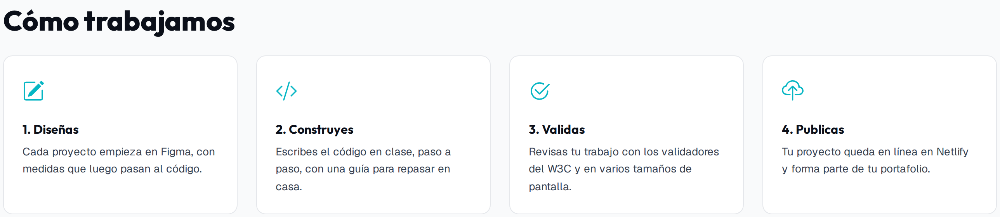 Cómo trabajamos
1. Diseñas
Cada proyecto empieza en Figma, con
medidas que luego pasan al código.
2. Construyes
Escribes el código en clase, paso a
paso, con una guía para repasar en
casa.
3. Validas
Revisas tu trabajo con los validadores
del W3C y en varios tamaños de
pantalla.
4. Publicas
Tu proyecto queda en línea en Netlify
y forma parte de tu portafolio.